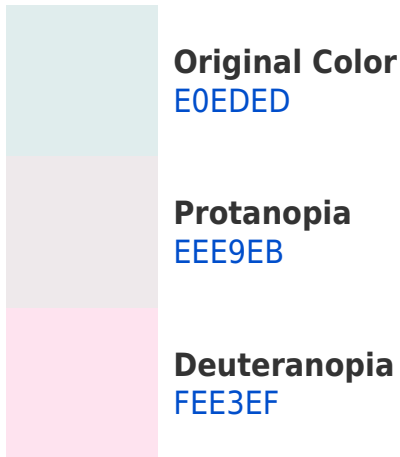 Original Color
E0EDED
Protanopia
EEE9EB
Deuteranopia
FEE3EF